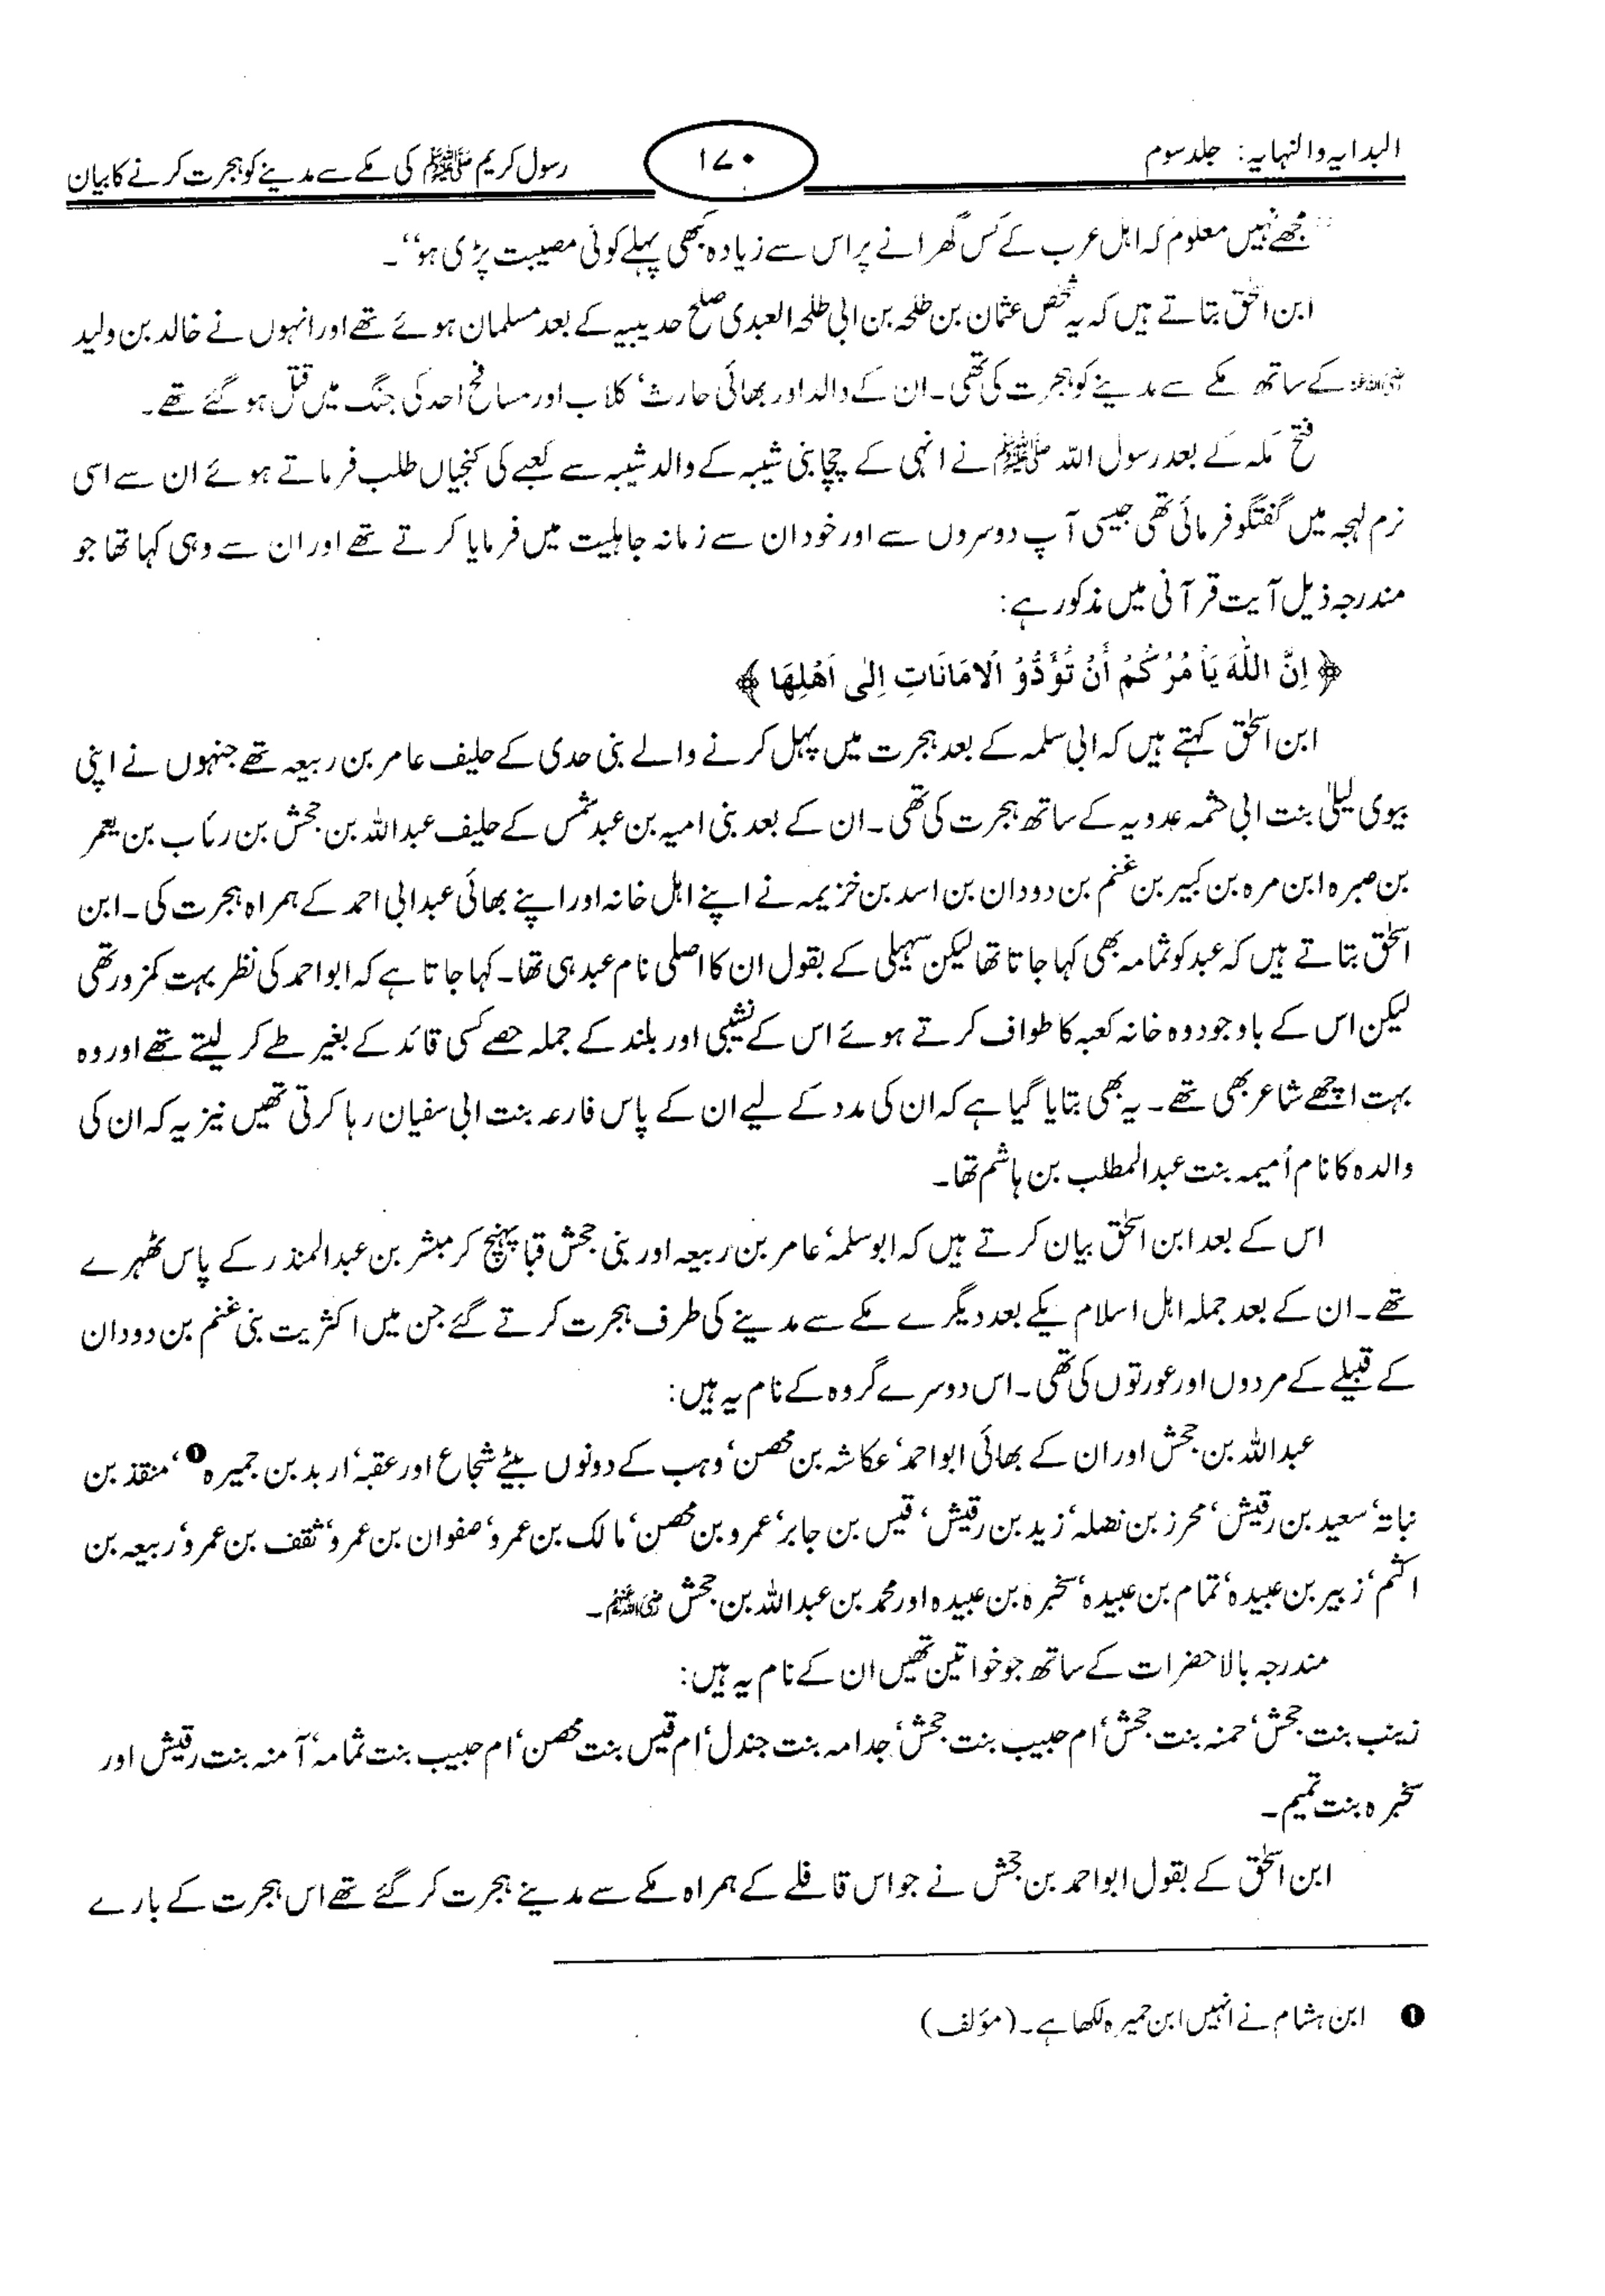 البدایہ والنہایہ: جلد سوم
۱۷۰
رسول کریم ﷺ کی مکے سے مدینے کو ہجرت کرنے کا بیان
’’مجھے نہیں معلوم کہ اہل عرب کے کس گھرانے پر اس سے زیادہ کبھی پہلے کوئی مصیبت پڑی ہو‘‘۔
ابن اسحٰق بتاتے ہیں کہ یہ شخص عثمان بن طلحہ بن ابی طلحہ العبدی صلح حدیبیہ کے بعد مسلمان ہوئے تھے اور انہوں نے خالد بن ولید
رضی اللہ عنہ کے ساتھ مکے سے مدینے کو ہجرت کی تھی۔ ان کے والد اور بھائی حارث‘ کلاب اور مسافح احد کی جنگ میں قتل ہو گئے تھے۔
فتح مکہ کے بعد رسول اللہ ﷺ نے انہی کے چچا بنی شیبہ کے والد شیبہ سے کعبے کی کنجیاں طلب فرماتے ہوئے ان سے اسی
نرم لہجہ میں گفتگو فرمائی تھی جیسی آپ دوسروں سے اور خود ان سے زمانہ جاہلیت میں فرمایا کرتے تھے اور ان سے وہی کہا تھا جو
مندرجہ ذیل آیت قرآنی میں مذکور ہے:
﴿ اِنَّ اللّٰهَ يَأْمُرُكُمْ أَنْ تُؤَدُّوْ الْاَمَانَاتِ اِلٰى اَهْلِهَا ﴾
ابن اسحٰق کہتے ہیں کہ ابی سلمہ کے بعد ہجرت میں پہل کرنے والے بنی عدی کے حلیف عامر بن ربیعہ تھے جنہوں نے اپنی
بیوی لیلیٰ بنت ابی حثمہ عدویہ کے ساتھ ہجرت کی تھی۔ ان کے بعد بنی امیہ بن عبد شمس کے حلیف عبداللہ بن جحش بن رئاب بن یعمر
بن صبرہ ابن مرہ بن کبیر بن غنم بن دودان بن اسد بن خزیمہ نے اپنے اہل خانہ اور اپنے بھائی عبد ابی احمد کے ہمراہ ہجرت کی۔ ابن
اسحٰق بتاتے ہیں کہ عبد کو ثمامہ بھی کہا جاتا تھا لیکن سہیلی کے بقول ان کا اصلی نام عبد ہی تھا۔ کہا جاتا ہے کہ ابو احمد کی نظر بہت کمزور تھی
لیکن اس کے باوجود وہ خانہ کعبہ کا طواف کرتے ہوئے اس کے نشیبی اور بلند کے جملہ حصے کسی قائد کے بغیر طے کر لیتے تھے اور وہ
بہت اچھے شاعر بھی تھے۔ یہ بھی بتایا گیا ہے کہ ان کی مدد کے لیے ان کے پاس فارعہ بنت ابی سفیان رہا کرتی تھیں نیز یہ کہ ان کی
والدہ کا نام اُمیمہ بنت عبدالمطلب بن ہاشم تھا۔
اس کے بعد ابن اسحٰق بیان کرتے ہیں کہ ابو سلمہ‘ عامر بن ربیعہ اور بنی جحش قبا پہنچ کر مبشر بن عبدالمنذر کے پاس ٹھہرے
تھے۔ ان کے بعد جملہ اہل اسلام یکے بعد دیگرے مکے سے مدینے کی طرف ہجرت کرتے گئے جن میں اکثریت بنی غنم بن دودان
کے قبیلے کے مردوں اور عورتوں کی تھی۔ اس دوسرے گروہ کے نام یہ ہیں:
عبداللہ بن جحش اور ان کے بھائی ابو احمد‘ عکاشہ بن محصن‘ وہب کے دونوں بیٹے شجاع اور عقبہ‘ اربد بن جمیرہ❶‘ منقذ بن
نباتہ‘ سعید بن رقیش‘ محرز بن نضلہ‘ زید بن رقیش‘ قیس بن جابر‘ عمرو بن محصن‘ مالک بن عمرو‘ صفوان بن عمرو‘ ثقف بن عمرو‘ ربیعہ بن
اکثم‘ زبیر بن عبیدہ‘ تمام بن عبیدہ‘ سخبرہ بن عبیدہ اور محمد بن عبداللہ بن جحش رضی اللہ عنہم۔
مندرجہ بالا حضرات کے ساتھ جو خواتین تھیں ان کے نام یہ ہیں:
زینب بنت جحش‘ حمنہ بنت جحش‘ ام حبیب بنت جحش‘ جدامہ بنت جندل‘ ام قیس بنت محصن‘ ام حبیب بنت ثمامہ‘ آمنہ بنت رقیش اور
سخبرہ بنت تمیم۔
ابن اسحٰق کے بقول ابو احمد بن جحش نے جو اس قافلے کے ہمراہ مکے سے مدینے ہجرت کر گئے تھے اس ہجرت کے بارے
❶ ابن ہشام نے انہیں ابن حمیرہ لکھا ہے۔ (مؤلف)